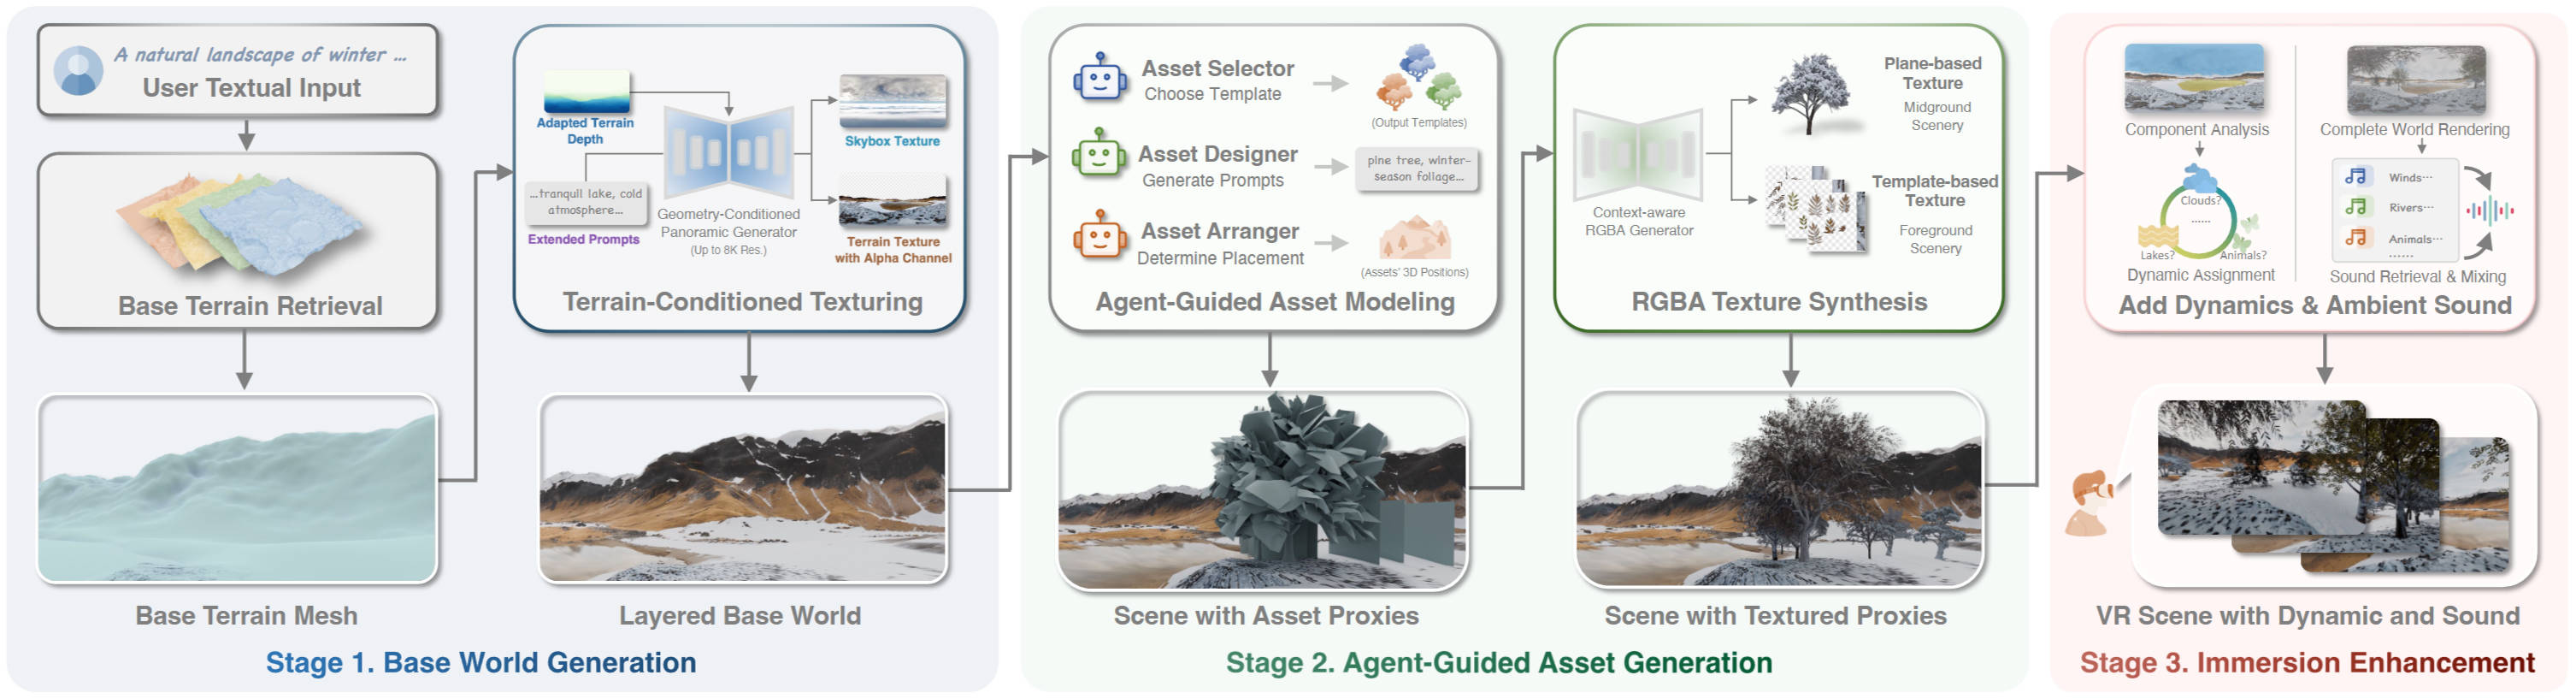 A natural landscape of winter ...
User Textual Input
Base Terrain Retrieval
Base Terrain Mesh
Adapted Terrain
Depth
...tranquil lake, cold
atmosphere...
Extended Prompts
Geometry-Conditioned
Panoramic Generator
(Up to 8K Res.)
Skybox Texture
Terrain Texture
with Alpha Channel
Terrain-Conditioned Texturing
Layered Base World
Stage 1. Base World Generation
Asset Selector
Choose Template
(Output Templates)
Asset Designer
Generate Prompts
pine tree, winter-
season foliage...
Asset Arranger
Determine Placement
(Assets' 3D Positions)
Agent-Guided Asset Modeling
Scene with Asset Proxies
Context-aware
RGBA Generator
Plane-based
Texture
Midground
Scenery
Template-based
Texture
Foreground
Scenery
RGBA Texture Synthesis
Scene with Textured Proxies
Stage 2. Agent-Guided Asset Generation
Component Analysis
Clouds?
......
Lakes?
Animals?
Dynamic Assignment
Complete World Rendering
Winds...
Rivers...
Animals...
......
Sound Retrieval & Mixing
Add Dynamics & Ambient Sound
VR Scene with Dynamic and Sound
Stage 3. Immersion Enhancement